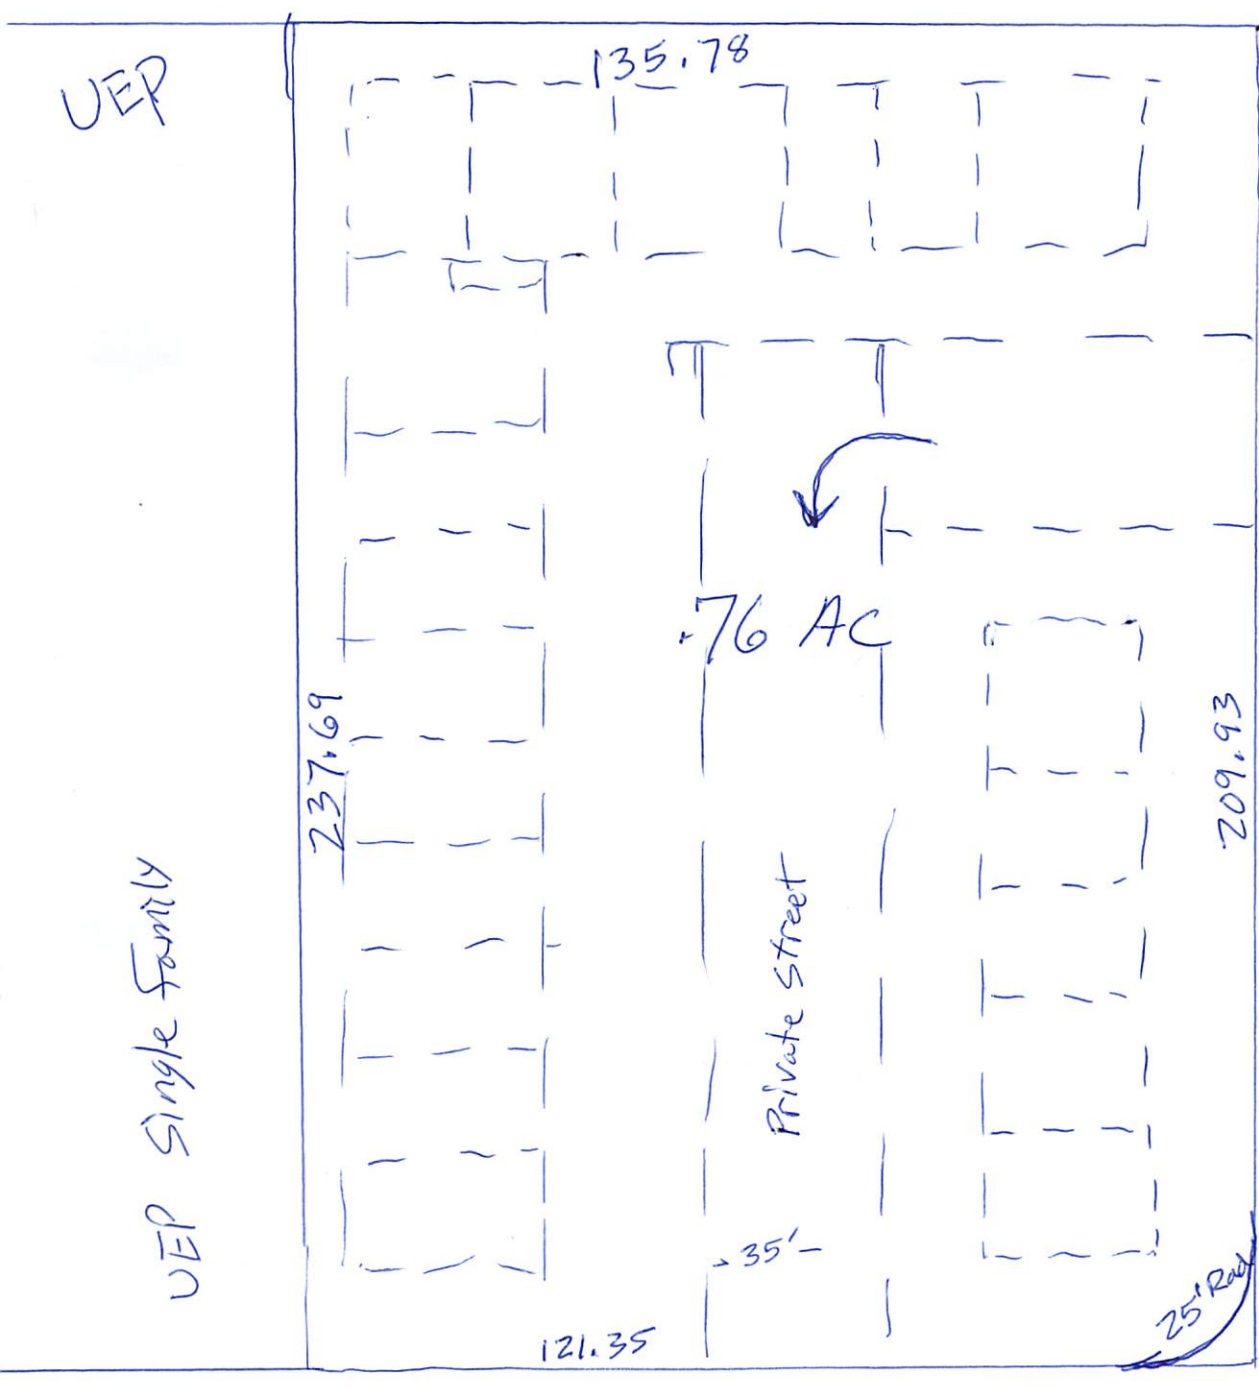 UEP
135.78
.76 AC
237.69
209.93
UEP Single Family
Private Street
35'
25' Rad
121.35